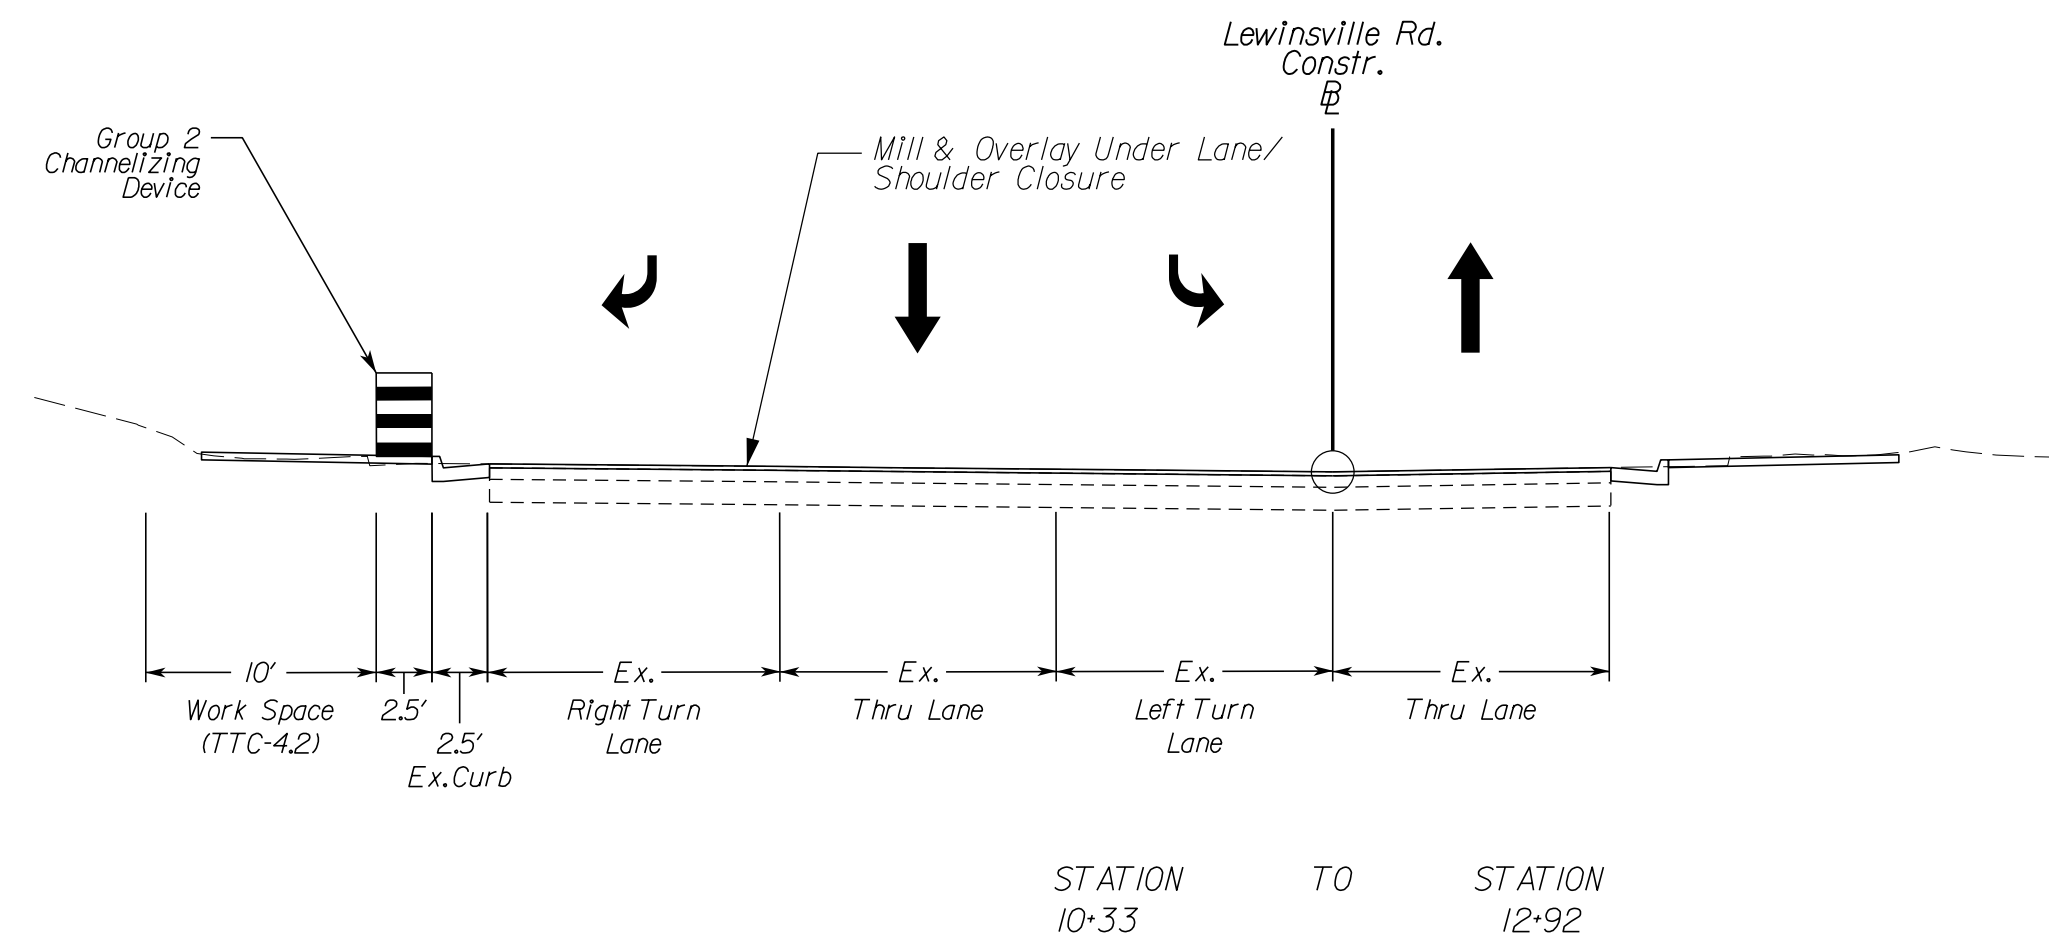 Lewinsville Rd.
Constr.
BL
Group 2
Channelizing
Device
Mill & Overlay Under Lane/
Shoulder Closure
10'
Ex.
Ex.
Ex.
Ex.
Work Space
(TTC-4.2)
2.5'
2.5'
Ex. Curb
Right Turn
Lane
Thru Lane
Left Turn
Lane
Thru Lane
STATION TO STATION
10+33 12+92